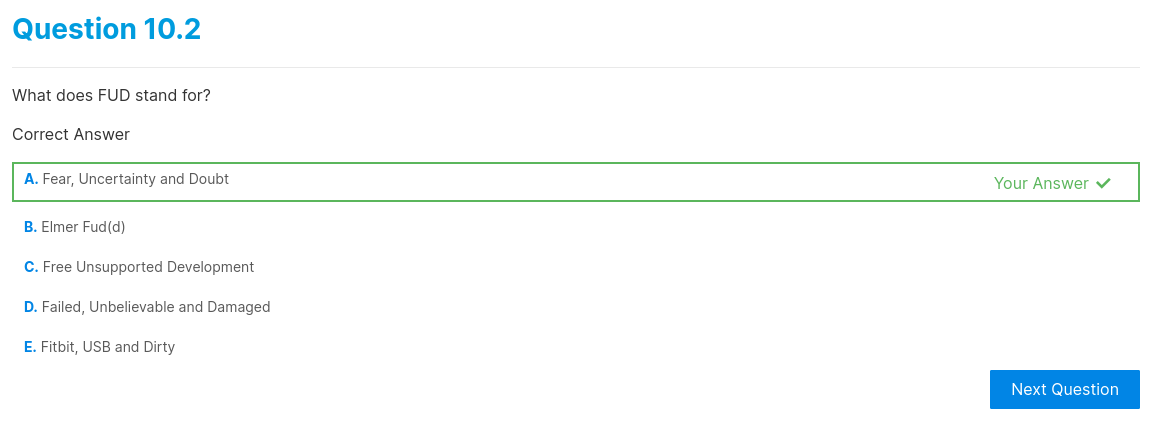 Question 10.2
What does FUD stand for?
Correct Answer
A. Fear, Uncertainty and Doubt
Your Answer ✔
B. Elmer Fud(d)
C. Free Unsupported Development
D. Failed, Unbelievable and Damaged
E. Fitbit, USB and Dirty
Next Question